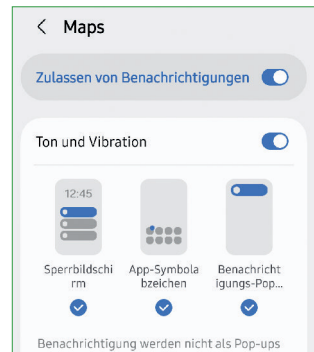 < Maps
Zulassen von Benachrichtigungen
Ton und Vibration
12:45
Sperrbildschi App-Symbola Benachricht
rm bzeichen igungs-Pop...
Benachrichtigung werden nicht als Pop-ups